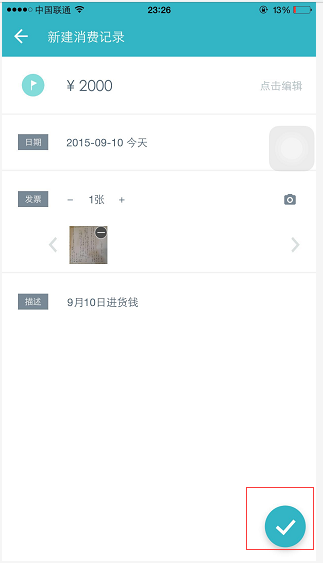 中国联通 23:26 13%
新建消费记录
¥ 2000 点击编辑
日期 2015-09-10 今天
发票 − 1张 +
描述 9月10日进货钱